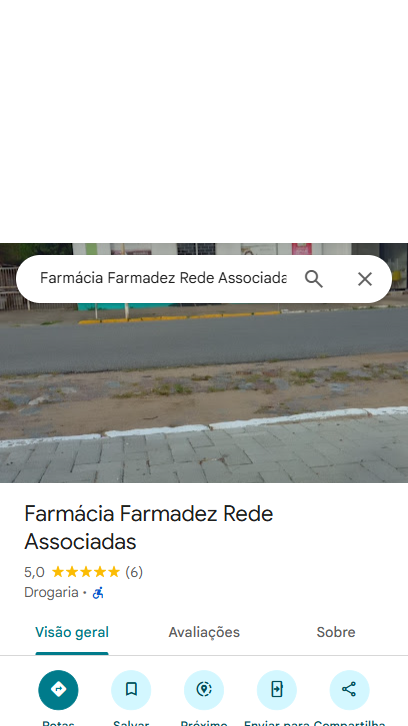 Farmácia Farmadez Rede Associada
Farmácia Farmadez Rede
Associadas
5,0 (6)
Drogaria ·
Visão geral Avaliações Sobre
Rotas Salvar Próximo Enviar para Compartilha